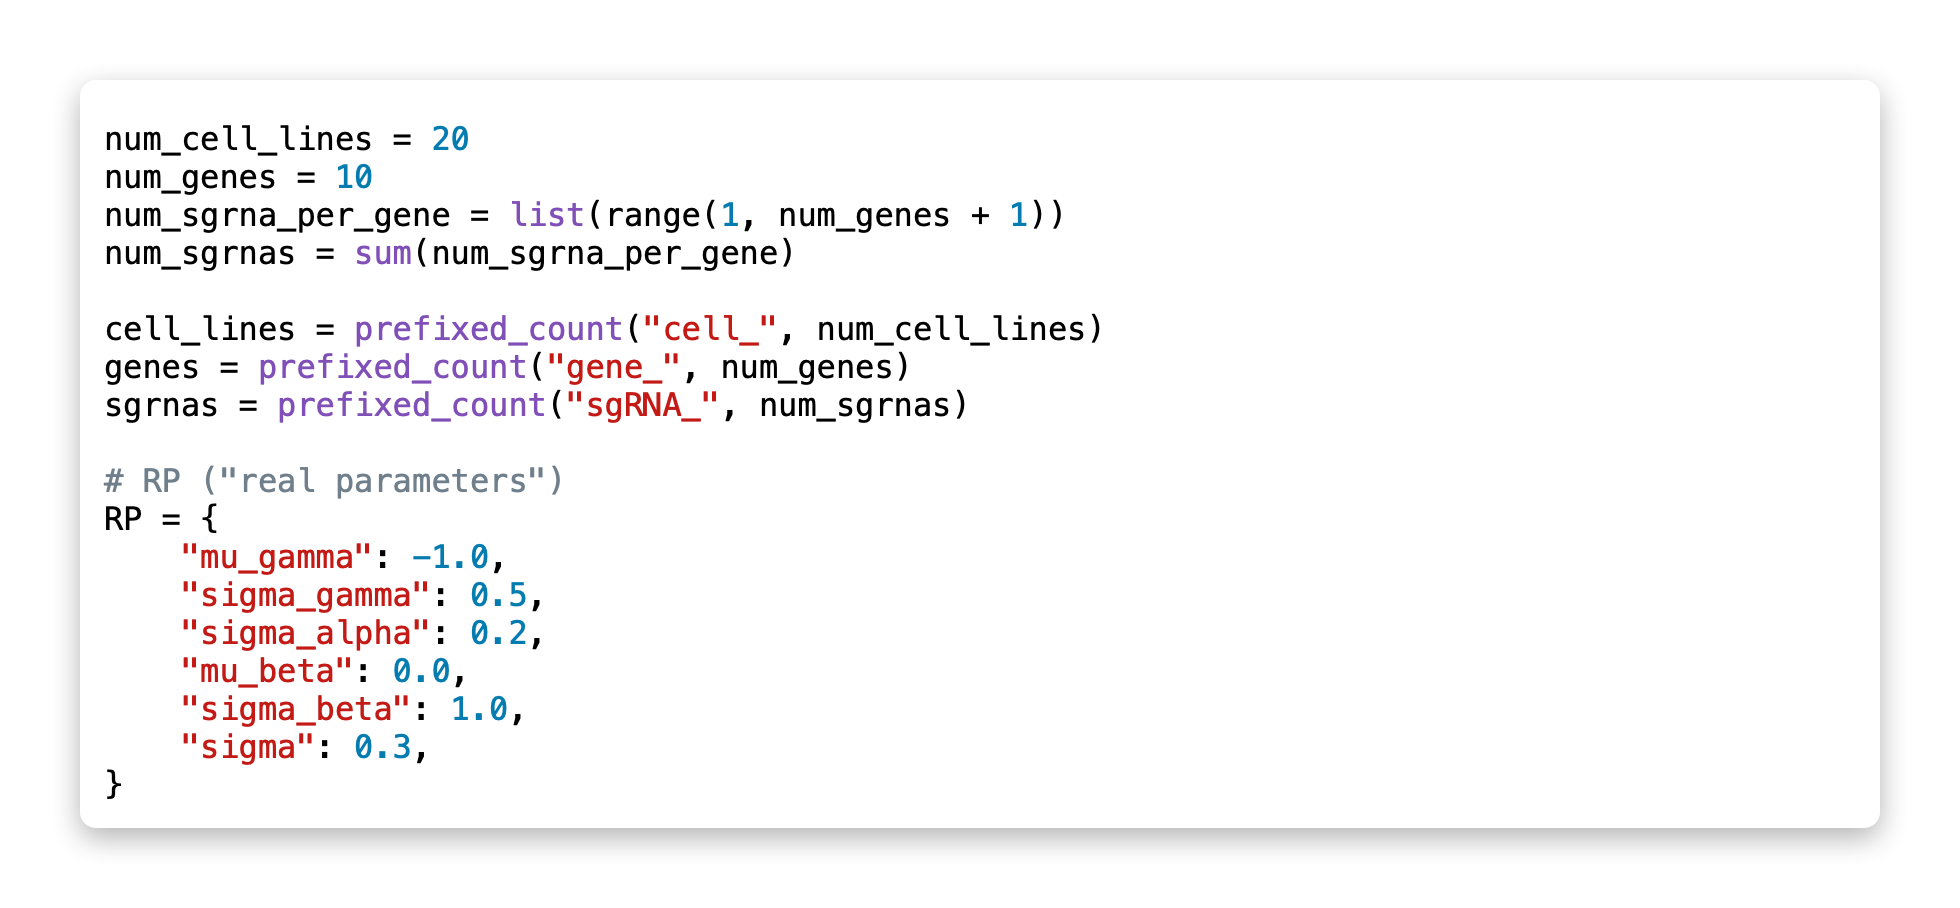 num_cell_lines = 20
num_genes = 10
num_sgrna_per_gene = list(range(1, num_genes + 1))
num_sgrnas = sum(num_sgrna_per_gene)

cell_lines = prefixed_count("cell_", num_cell_lines)
genes = prefixed_count("gene_", num_genes)
sgrnas = prefixed_count("sgRNA_", num_sgrnas)

# RP ("real parameters")
RP = {
    "mu_gamma": -1.0,
    "sigma_gamma": 0.5,
    "sigma_alpha": 0.2,
    "mu_beta": 0.0,
    "sigma_beta": 1.0,
    "sigma": 0.3,
}